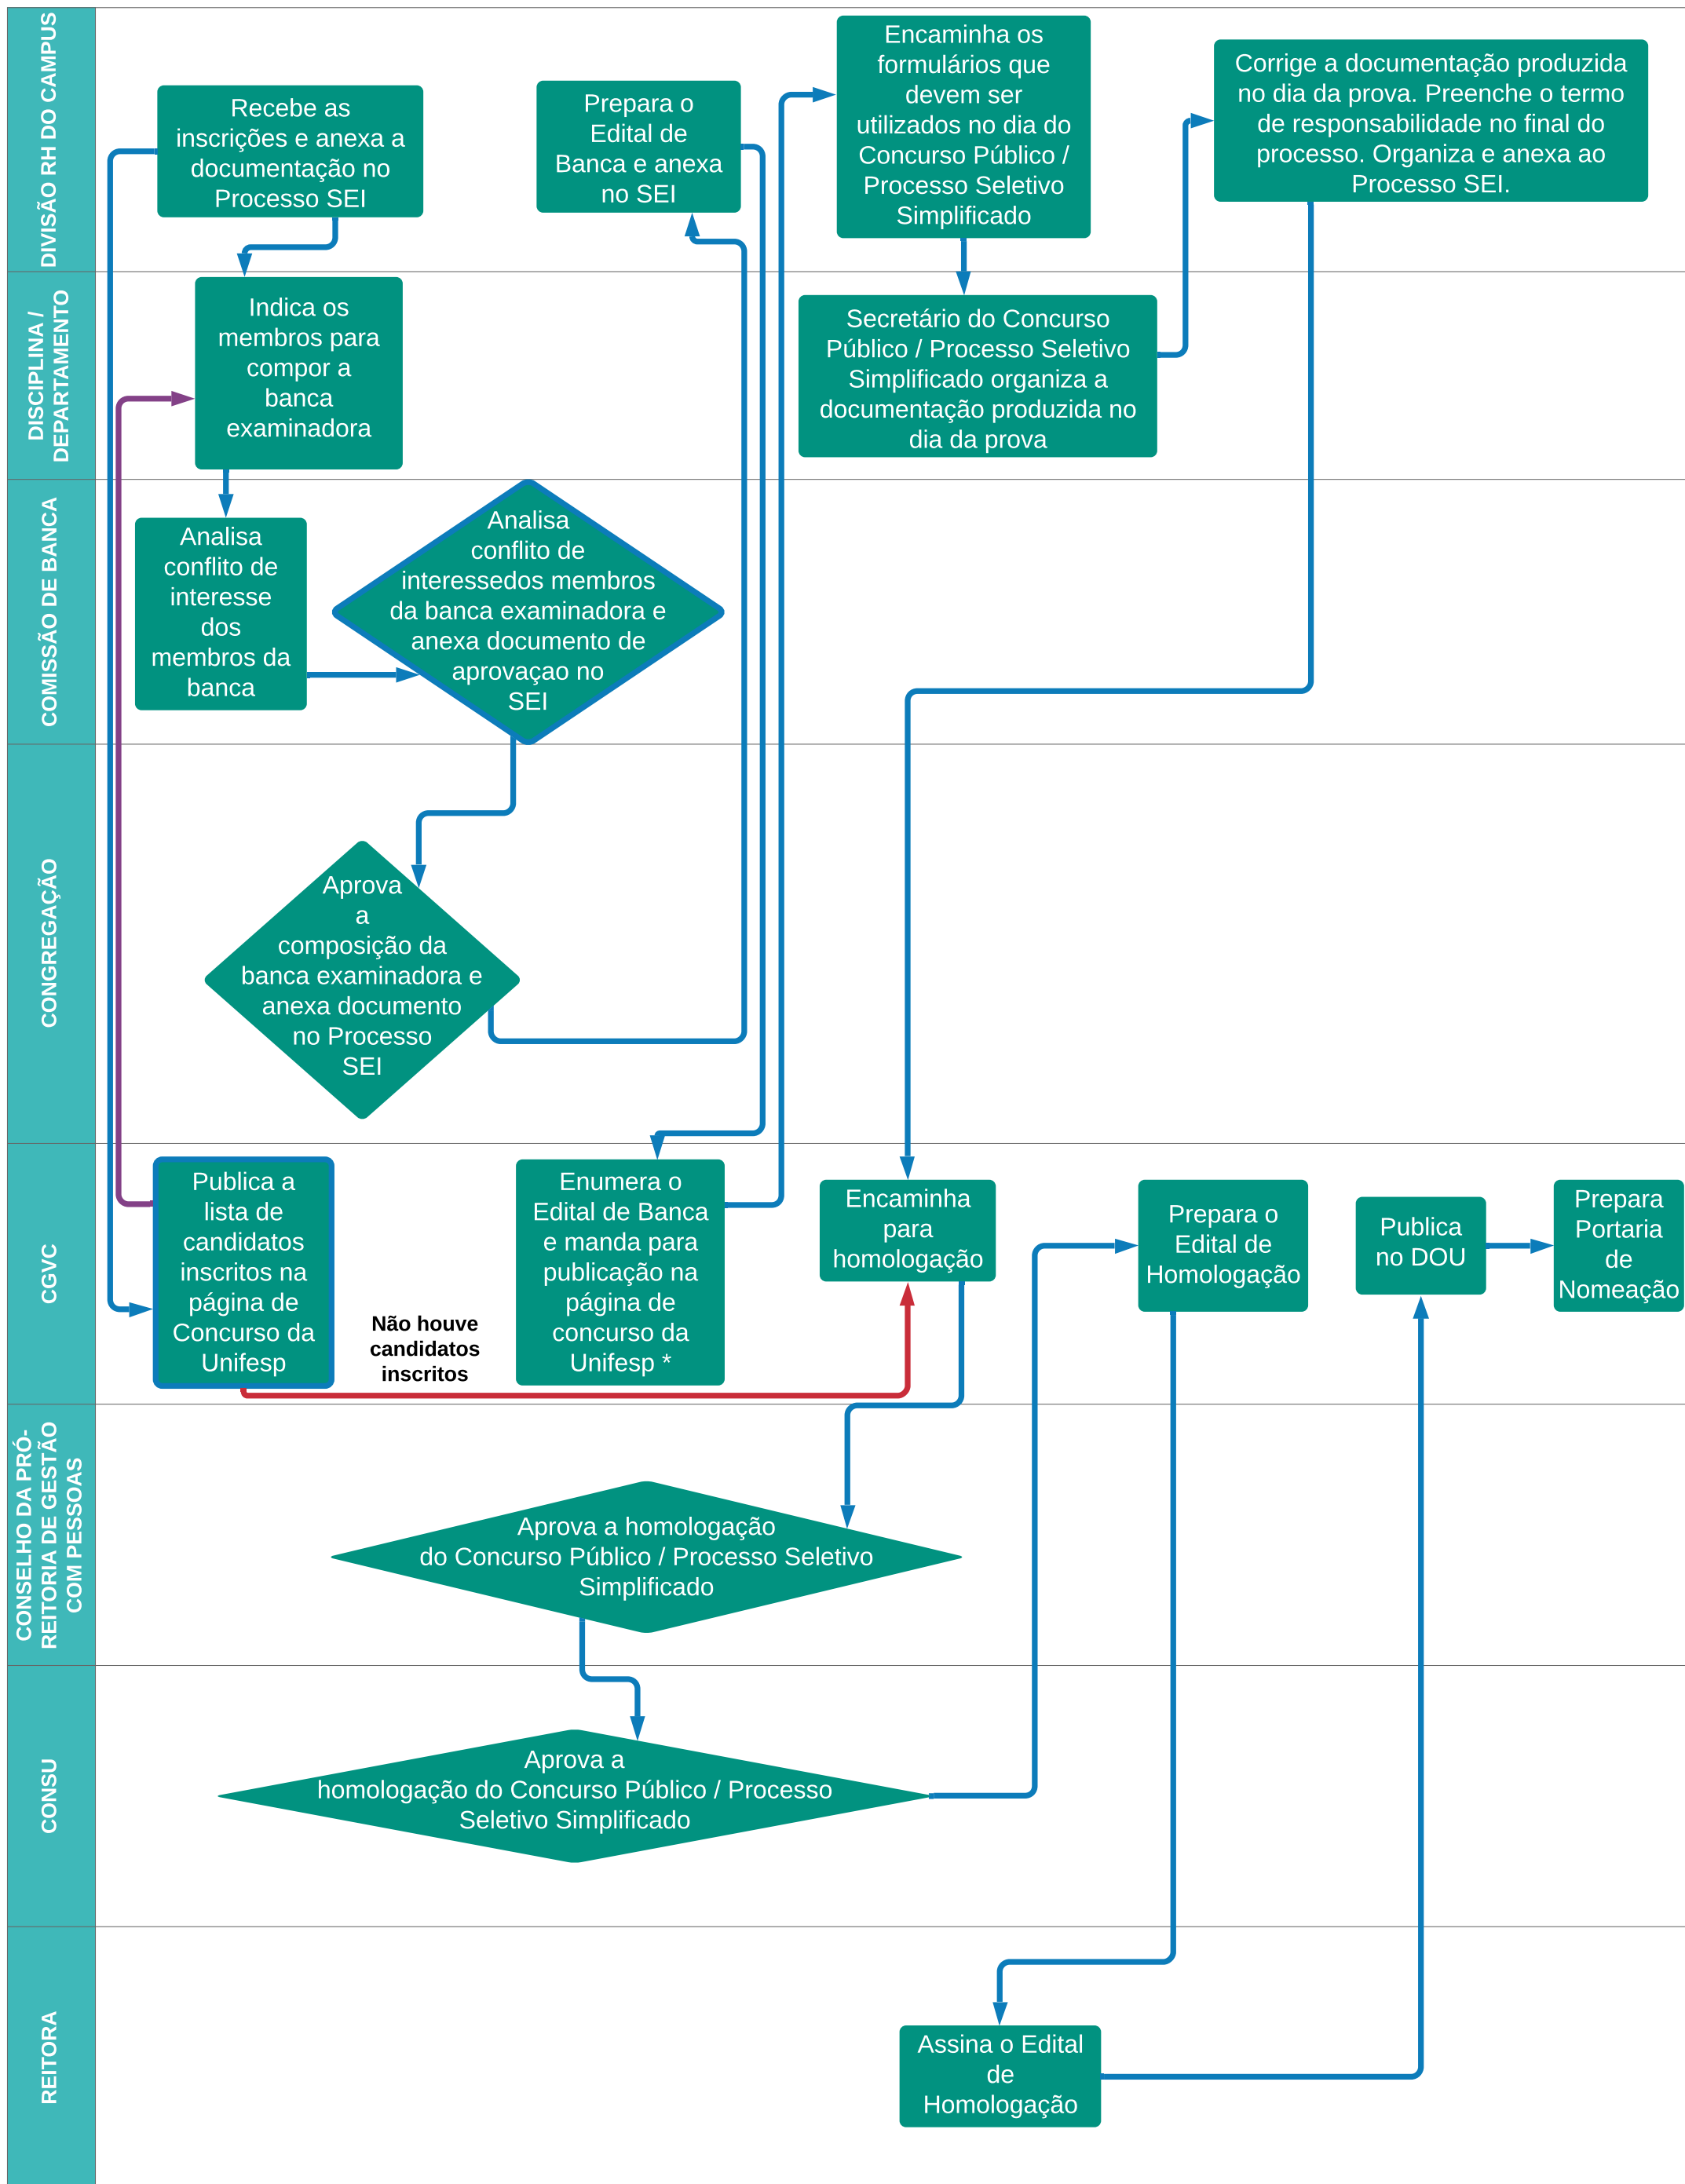 DIVISÃO RH DO CAMPUS
Recebe as
inscrições e anexa a
documentação no
Processo SEI
Prepara o
Edital de
Banca e anexa
no SEI
Encaminha os
formulários que
devem ser
utilizados no dia do
Concurso Público /
Processo Seletivo
Simplificado
Corrige a documentação produzida
no dia da prova. Preenche o termo
de responsabilidade no final do
processo. Organiza e anexa ao
Processo SEI.
DISCIPLINA /
DEPARTAMENTO
Indica os
membros para
compor a
banca
examinadora
Secretário do Concurso
Público / Processo Seletivo
Simplificado organiza a
documentação produzida no
dia da prova
COMISSÃO DE BANCA
Analisa
conflito de
interesse
dos
membros da
banca
Analisa
conflito de
interessedos membros
da banca examinadora e
anexa documento de
aprovaçao no
SEI
CONGREGAÇÃO
Aprova
a
composição da
banca examinadora e
anexa documento
no Processo
SEI
CGVC
Publica a
lista de
candidatos
inscritos na
página de
Concurso da
Unifesp
Não houve
candidatos
inscritos
Enumera o
Edital de Banca
e manda para
publicação na
página de
concurso da
Unifesp *
Encaminha
para
homologação
Prepara o
Edital de
Homologação
Publica
no DOU
Prepara
Portaria
de
Nomeação
CONSELHO DA PRÓ-
REITORIA DE GESTÃO
COM PESSOAS
Aprova a homologação
do Concurso Público / Processo Seletivo
Simplificado
CONSU
Aprova a
homologação do Concurso Público / Processo
Seletivo Simplificado
REITORA
Assina o Edital
de
Homologação